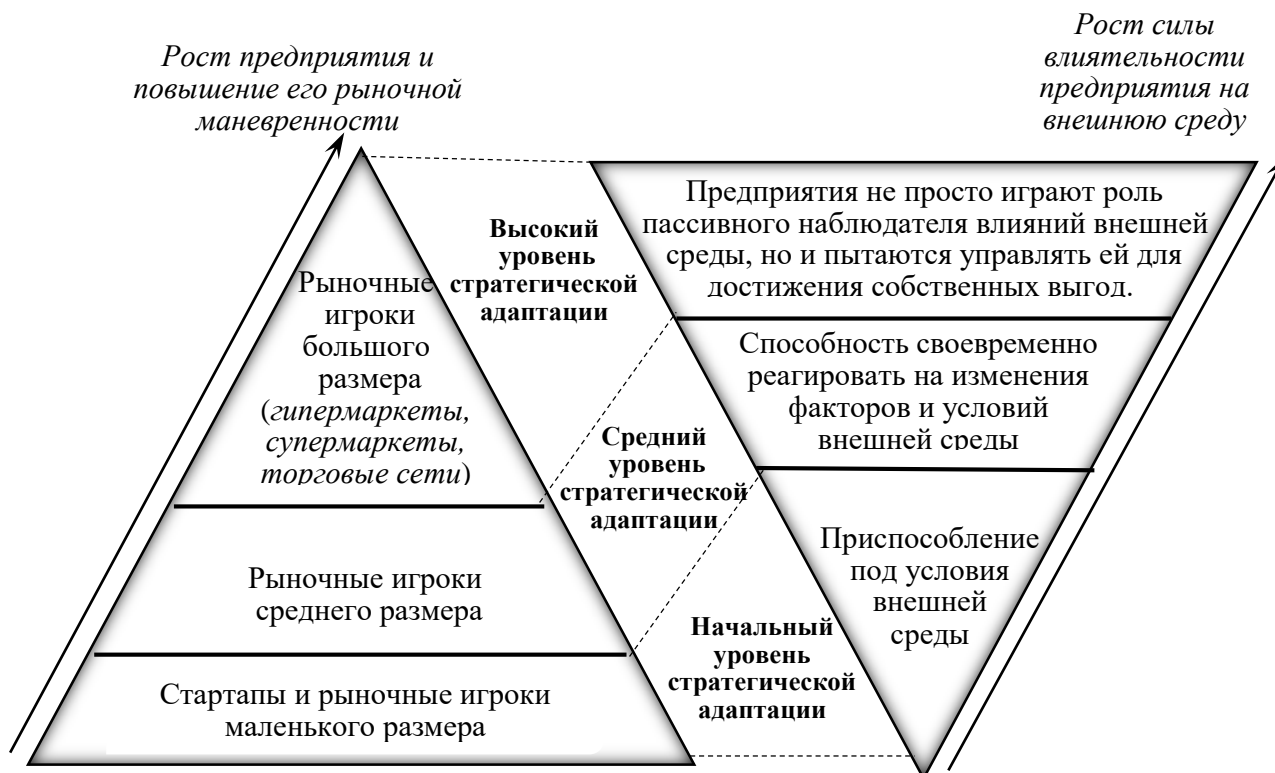 Рост предприятия и
повышение его рыночной
маневренности
Рост силы
влиятельности
предприятия на
внешнюю среду
Рыночные
игроки
большого
размера
(гипермаркеты,
супермаркеты,
торговые сети)
Рыночные игроки
среднего размера
Стартапы и рыночные игроки
маленького размера
Высокий
уровень
стратегической
адаптации
Средний
уровень
стратегической
адаптации
Начальный
уровень
стратегической
адаптации
Предприятия не просто играют роль
пассивного наблюдателя влияний внешней
среды, но и пытаются управлять ей для
достижения собственных выгод.
Способность своевременно
реагировать на изменения
факторов и условий
внешней среды
Приспособление
под условия
внешней
среды